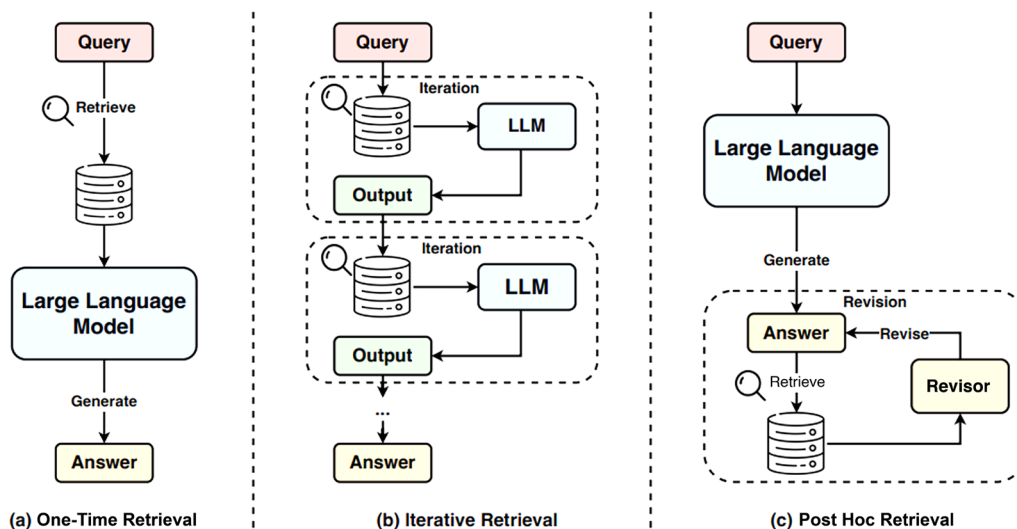 Query
Retrieve
Large Language
Model
Generate
Answer
(a) One-Time Retrieval
Query
Iteration
LLM
Output
Iteration
LLM
Output
...
Answer
(b) Iterative Retrieval
Query
Large Language
Model
Generate
Revision
Answer
Revise
Retrieve
Revisor
(c) Post Hoc Retrieval